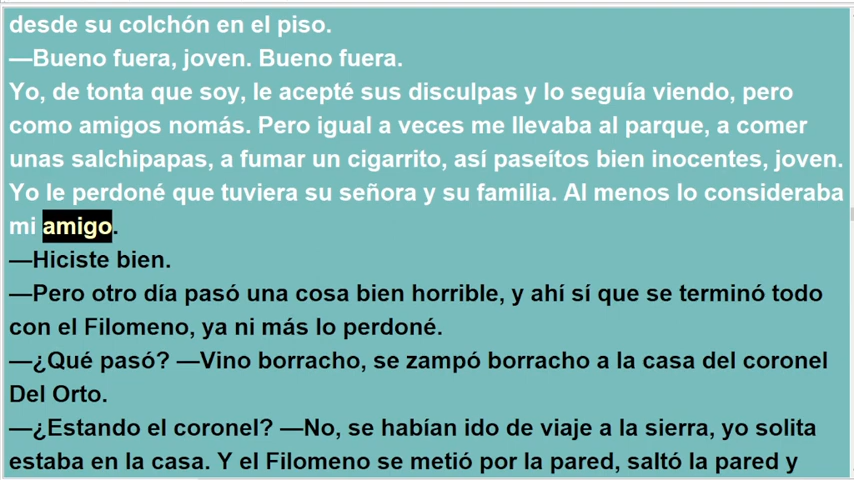 desde su colchón en el piso.
—Bueno fuera, joven. Bueno fuera.
Yo, de tonta que soy, le acepté sus disculpas y lo seguía viendo, pero
como amigos nomás. Pero igual a veces me llevaba al parque, a comer
unas salchipapas, a fumar un cigarrito, así paseítos bien inocentes, joven.
Yo le perdoné que tuviera su señora y su familia. Al menos lo consideraba
mi amigo.
—Hiciste bien.
—Pero otro día pasó una cosa bien horrible, y ahí sí que se terminó todo
con el Filomeno, ya ni más lo perdoné.
—¿Qué pasó? —Vino borracho, se zampó borracho a la casa del coronel
Del Orto.
—¿Estando el coronel? —No, se habían ido de viaje a la sierra, yo solita
estaba en la casa. Y el Filomeno se metió por la pared, saltó la pared y